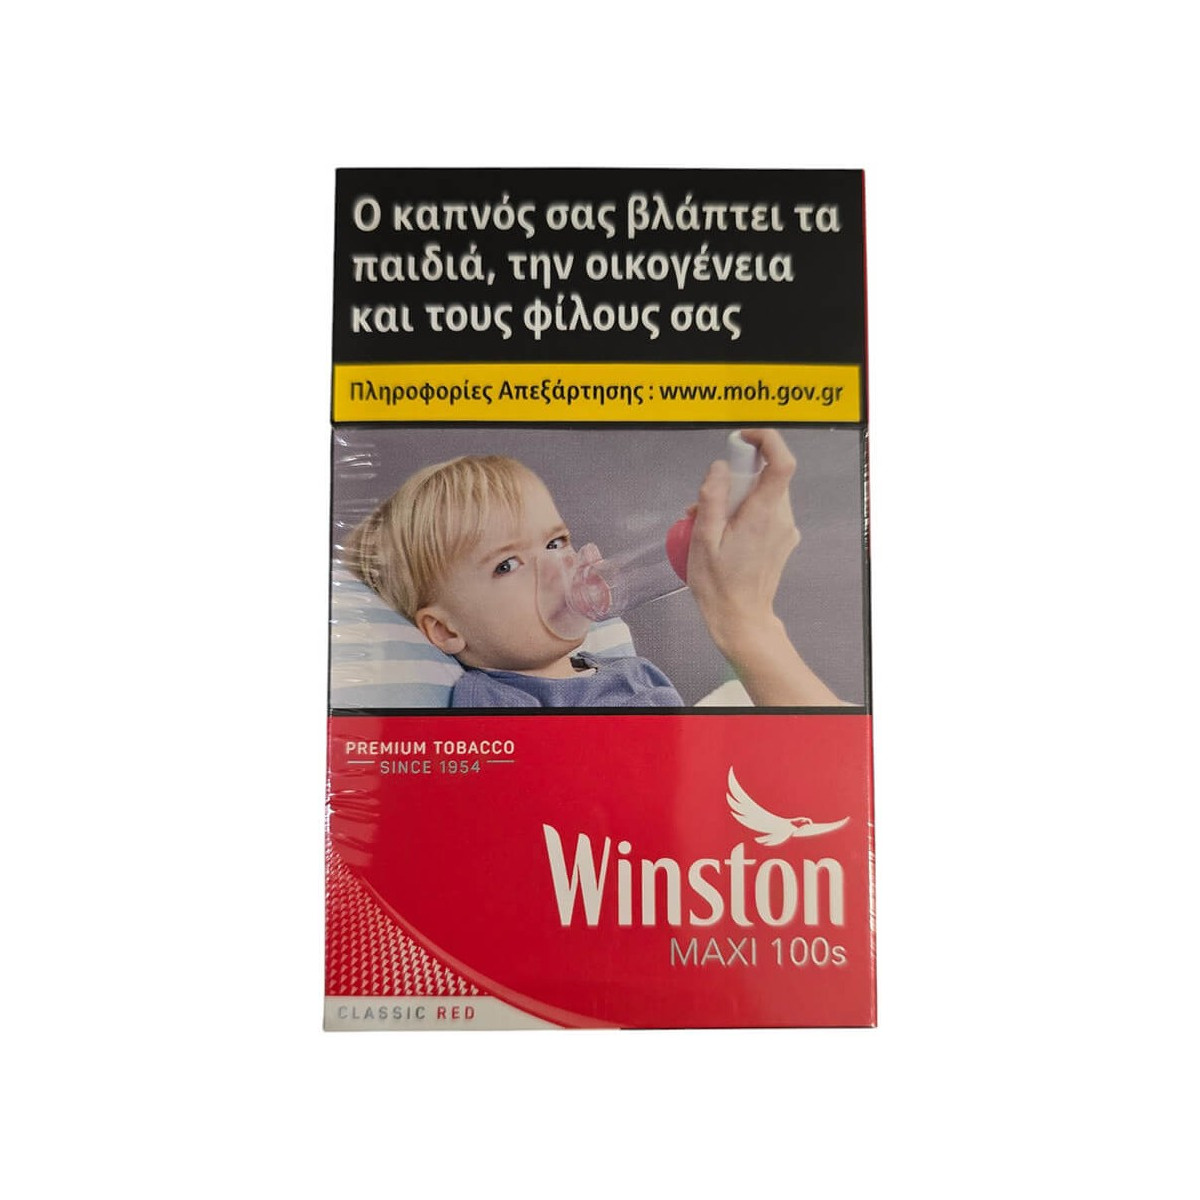 Ο καπνός σας βλάπτει τα
παιδιά, την οικογένεια
και τους φίλους σας
Πληροφορίες Απεξάρτησης : www.moh.gov.gr
PREMIUM TOBACCO
SINCE 1954
Winston
MAXI 100s
CLASSIC RED